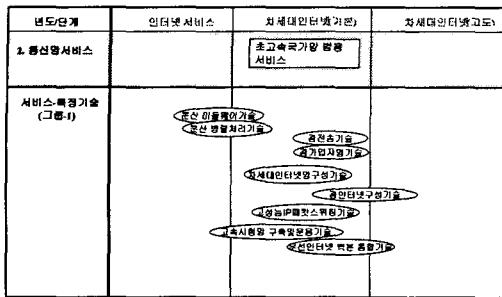 년도/단계
인터넷 서비스
차세대인터넷(기본)
차세대인터넷(고도)
2. 통신망서비스
초고속국가망 범용
서비스
서비스-특정기술
(그룹-1)
분산 미들웨어기술
분산 병렬처리기술
광전송기술
광가입자망기술
차세대인터넷망구성기술
광인터넷구성기술
고성능IP패킷스위칭기술
고속시험망 구축및운용기술
무선인터넷 백본 통합기술